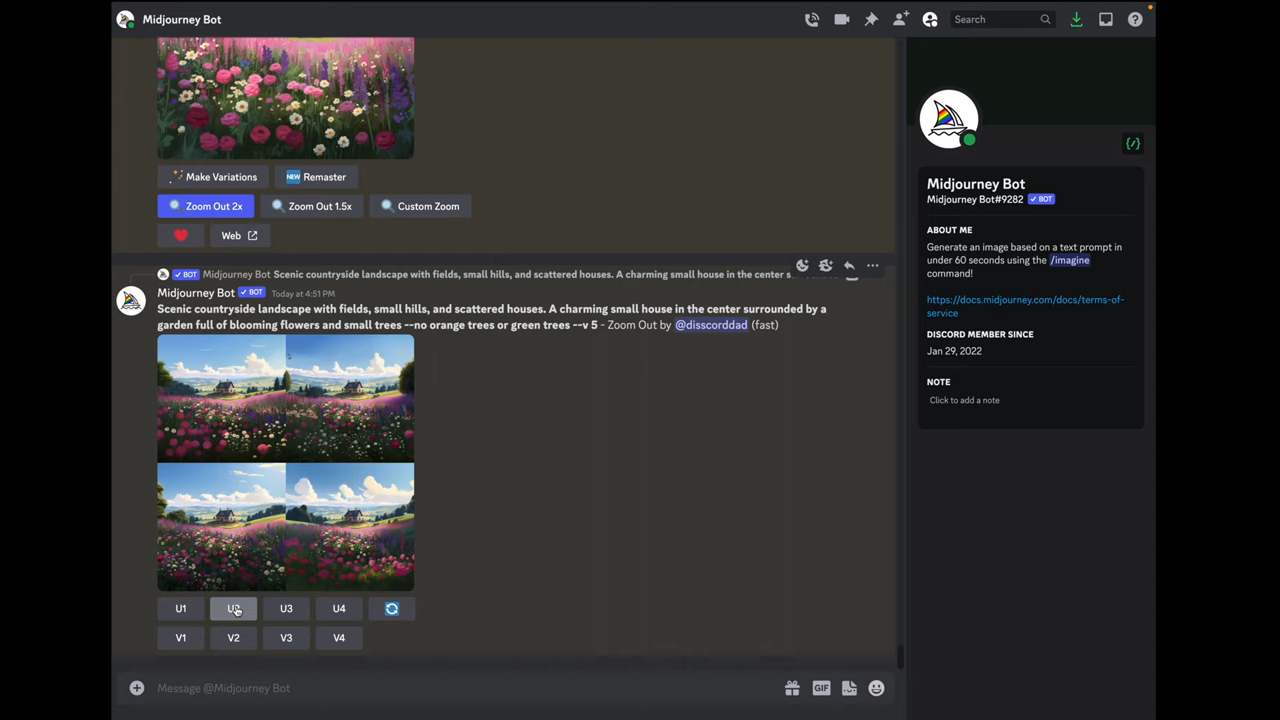 Midjourney Bot
Search
Make Variations
NEW Remaster
Zoom Out 2x
Zoom Out 1.5x
Custom Zoom
Web
BOT Midjourney Bot Scenic countryside landscape with fields, small hills, and scattered houses. A charming small house in the center
Midjourney Bot BOT Today at 4:51 PM
Scenic countryside landscape with fields, small hills, and scattered houses. A charming small house in the center surrounded by a
garden full of blooming flowers and small trees --no orange trees or green trees --v 5 - Zoom Out by @disscorddad (fast)
U1
U2
U3
U4
V1
V2
V3
V4
Message @Midjourney Bot
GIF
Midjourney Bot
Midjourney Bot#9282 BOT
ABOUT ME
Generate an image based on a text prompt in
under 60 seconds using the /imagine
command!
https://docs.midjourney.com/docs/terms-of-
service
DISCORD MEMBER SINCE
Jan 29, 2022
NOTE
Click to add a note